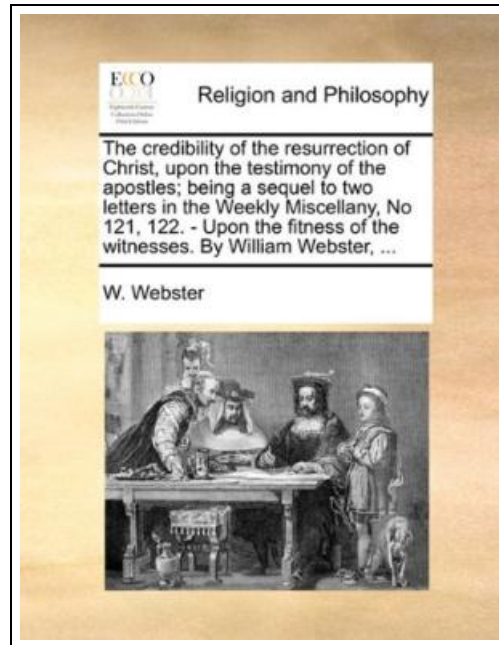 ECCO
Religion and Philosophy
The credibility of the resurrection of
Christ, upon the testimony of the
apostles; being a sequel to two
letters in the Weekly Miscellany, No
121, 122. - Upon the fitness of the
witnesses. By William Webster, ...
W. Webster